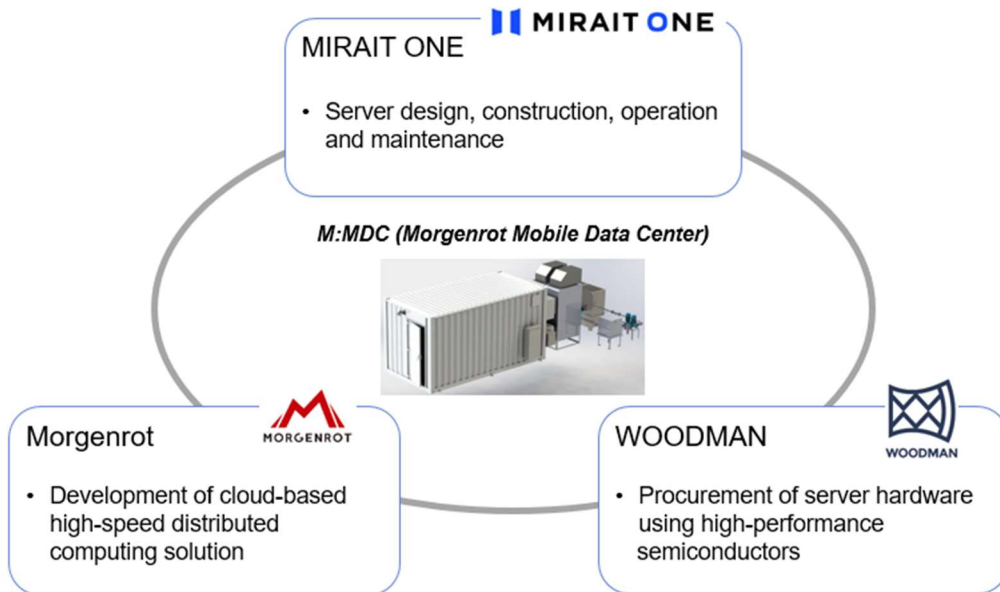 MIRAIT ONE
MIRAIT ONE
• Server design, construction, operation
and maintenance
M:MDC (Morgenrot Mobile Data Center)
MORGENROT
Morgenrot
• Development of cloud-based
high-speed distributed
computing solution
WOODMAN
WOODMAN
• Procurement of server hardware
using high-performance
semiconductors